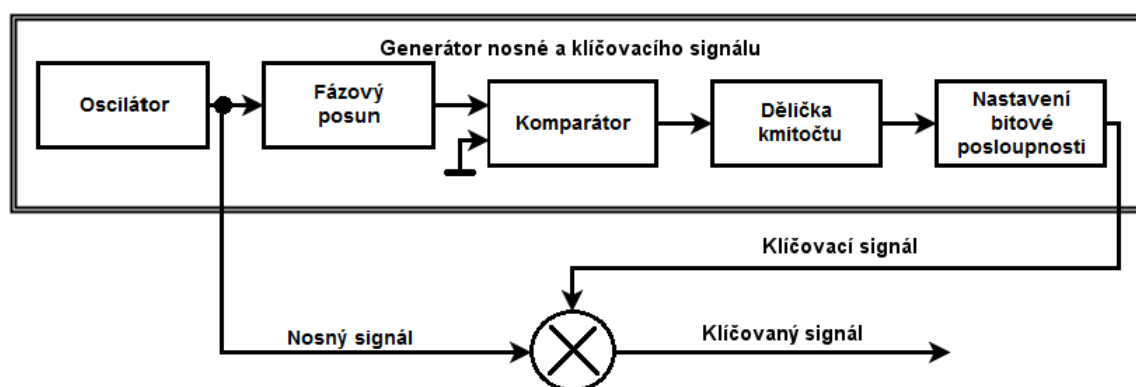 Generátor nosné a klíčovacího signálu
Oscilátor
Fázový
posun
Komparátor
Dělička
kmitočtu
Nastavení
bitové
posloupnosti
Klíčovací signál
Nosný signál
Klíčovaný signál